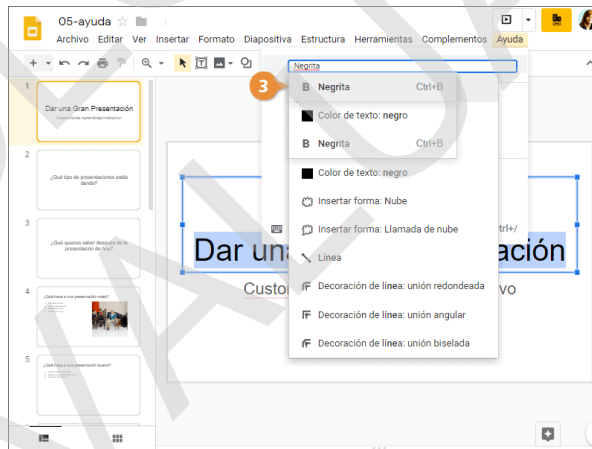 05-ayuda
Archivo Editar Ver Insertar Formato Diapositiva Estructura Herramientas Complementos Ayuda
Negrita
3
B Negrita Ctrl+B
Color de texto: negro
B Negrita Ctrl+B
Color de texto: negro
Insertar forma: Nube
Insertar forma: Llamada de nube
trl+/
Línea
Decoración de línea: unión redondeada
Decoración de línea: unión angular
Decoración de línea: unión biselada
1
Dar una Gran Presentación
2
¿Qué tipo de presentaciones estás
dando?
3
¿Qué quieres saber después de la
presentación de hoy?
4
¿Qué hace a una presentación mala?
5
¿Qué hace a una presentación buena?
Dar un ación
Custo vo